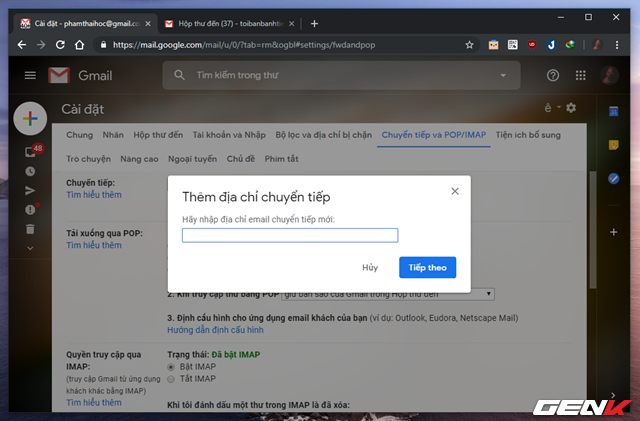 Cài đặt - phamthaihoc@gmail.c
Hộp thư đến (37) - toibanbanhtie
https://mail.google.com/mail/u/0/?tab=rm&ogbl#settings/fwdandpop
Gmail
Tìm kiếm trong thư
Cài đặt
48
Chung Nhãn Hộp thư đến Tài khoản và Nhập Bộ lọc và địa chỉ bị chặn Chuyển tiếp và POP/IMAP Tiện ích bổ sung
Trò chuyện Nâng cao Ngoại tuyến Chủ đề Phím tắt
Chuyển tiếp:
Tìm hiểu thêm
Tải xuống qua POP:
Tìm hiểu thêm
Thêm địa chỉ chuyển tiếp
Hãy nhập địa chỉ email chuyển tiếp mới:
Hủy Tiếp theo
2. Khi truy cập thư bằng POP giữ bản sao của Gmail trong Hộp thư đến
3. Định cấu hình cho ứng dụng email khách của bạn (ví dụ: Outlook, Eudora, Netscape Mail)
Hướng dẫn định cấu hình
Quyền truy cập qua
IMAP:
(truy cập Gmail từ ứng dụng
khách khác bằng IMAP)
Tìm hiểu thêm
Trạng thái: Đã bật IMAP
Bật IMAP
Tắt IMAP
Khi tôi đánh dấu một thư trong IMAP là đã xóa:
GENK